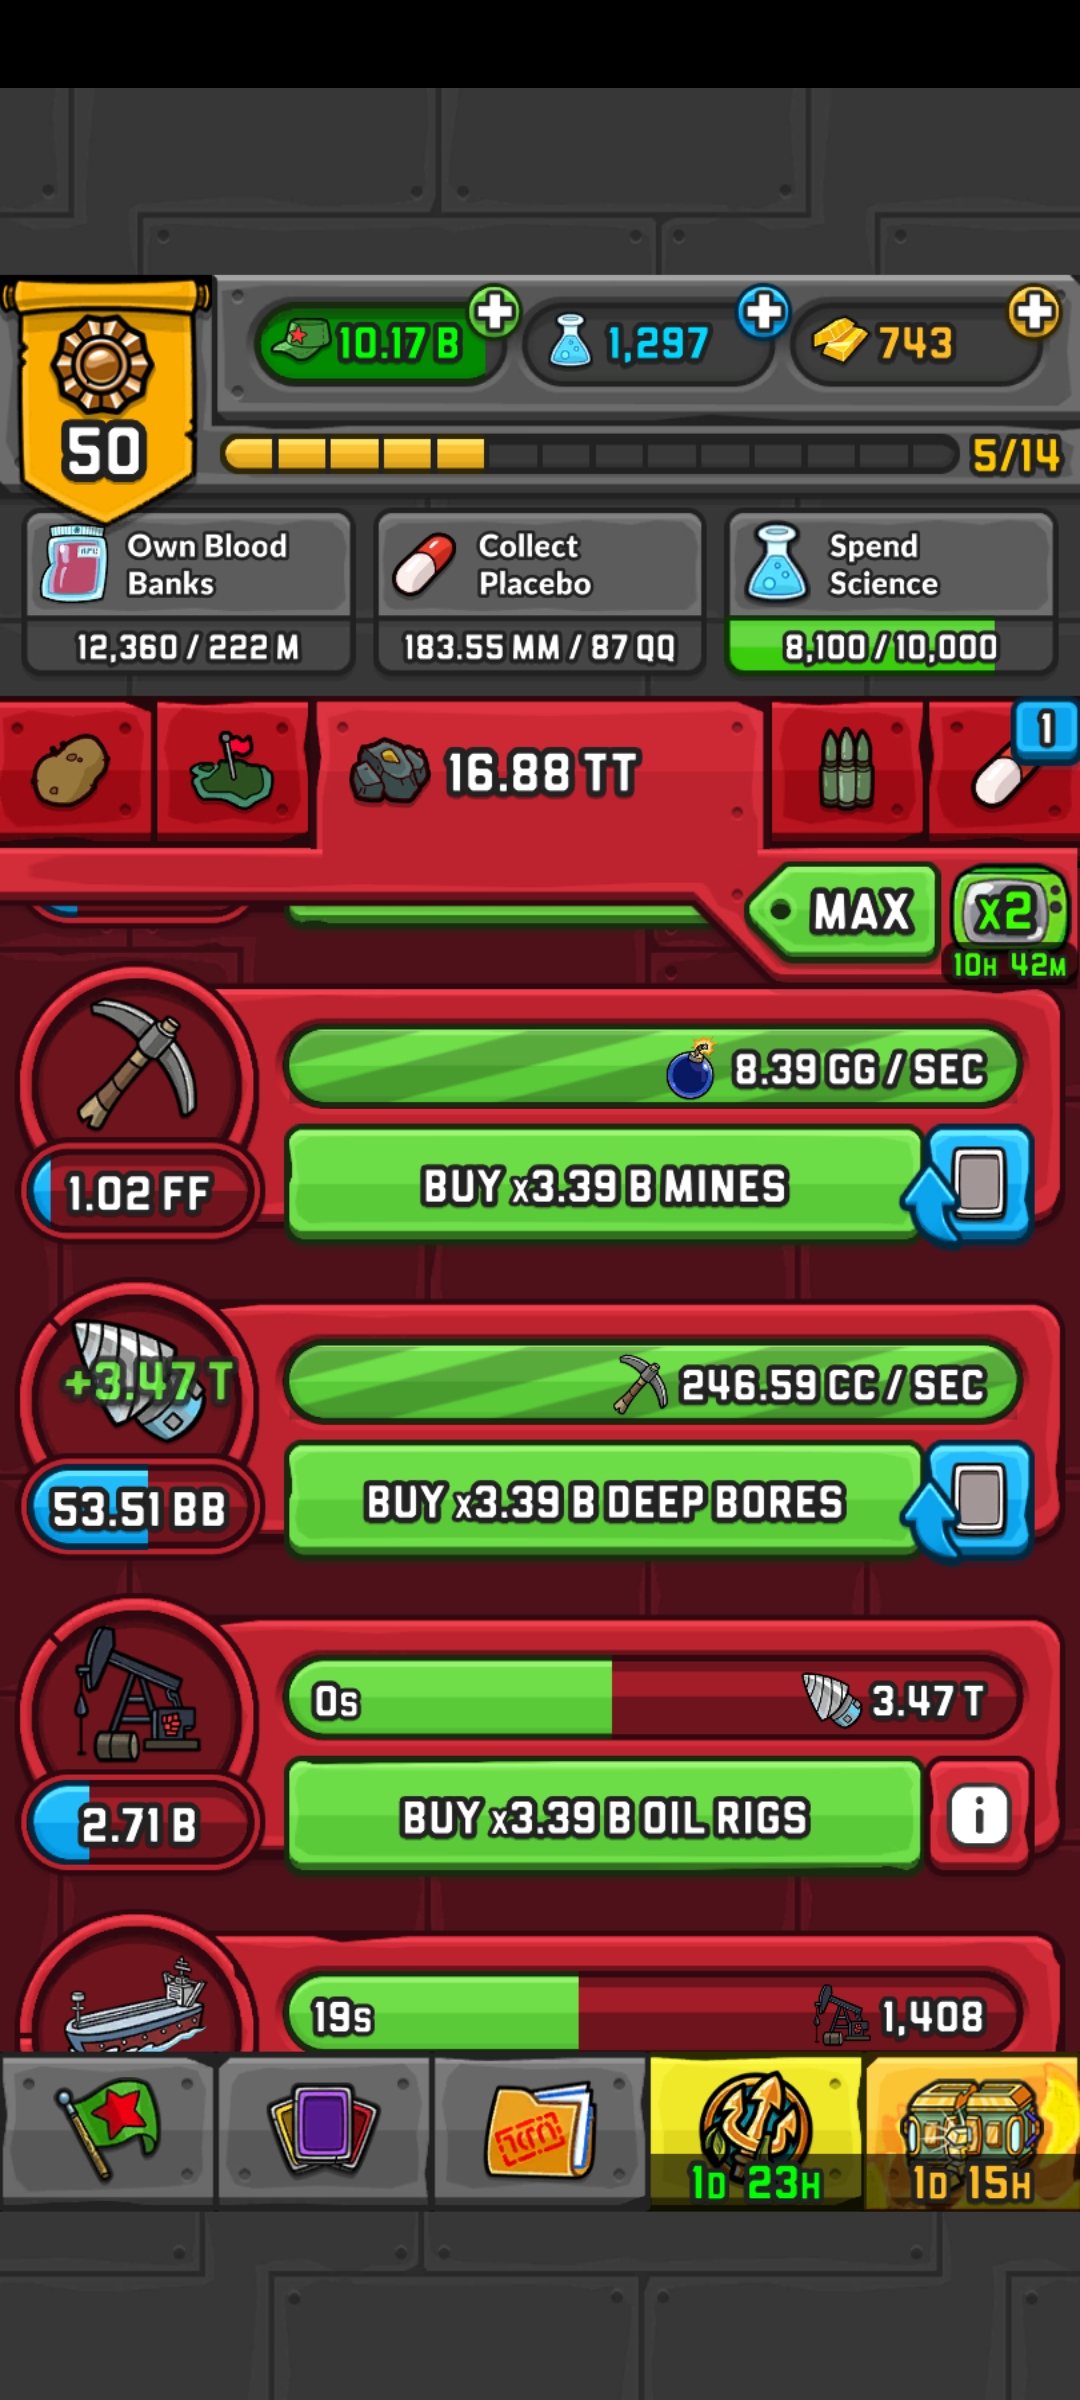 10.17 B
1,297
743
50
5/14
Own Blood
Banks
12,360 / 222 M
Collect
Placebo
183.55 MM / 87 QQ
Spend
Science
8,100 / 10,000
16.88 TT
1
MAX
x2
10H 42M
8.39 GG / SEC
1.02 FF
BUY x3.39 B MINES
+3.47 T
246.59 CC / SEC
53.51 BB
BUY x3.39 B DEEP BORES
0s
3.47 T
2.71 B
BUY x3.39 B OIL RIGS
i
19s
1,408
1D 23H
1D 15H